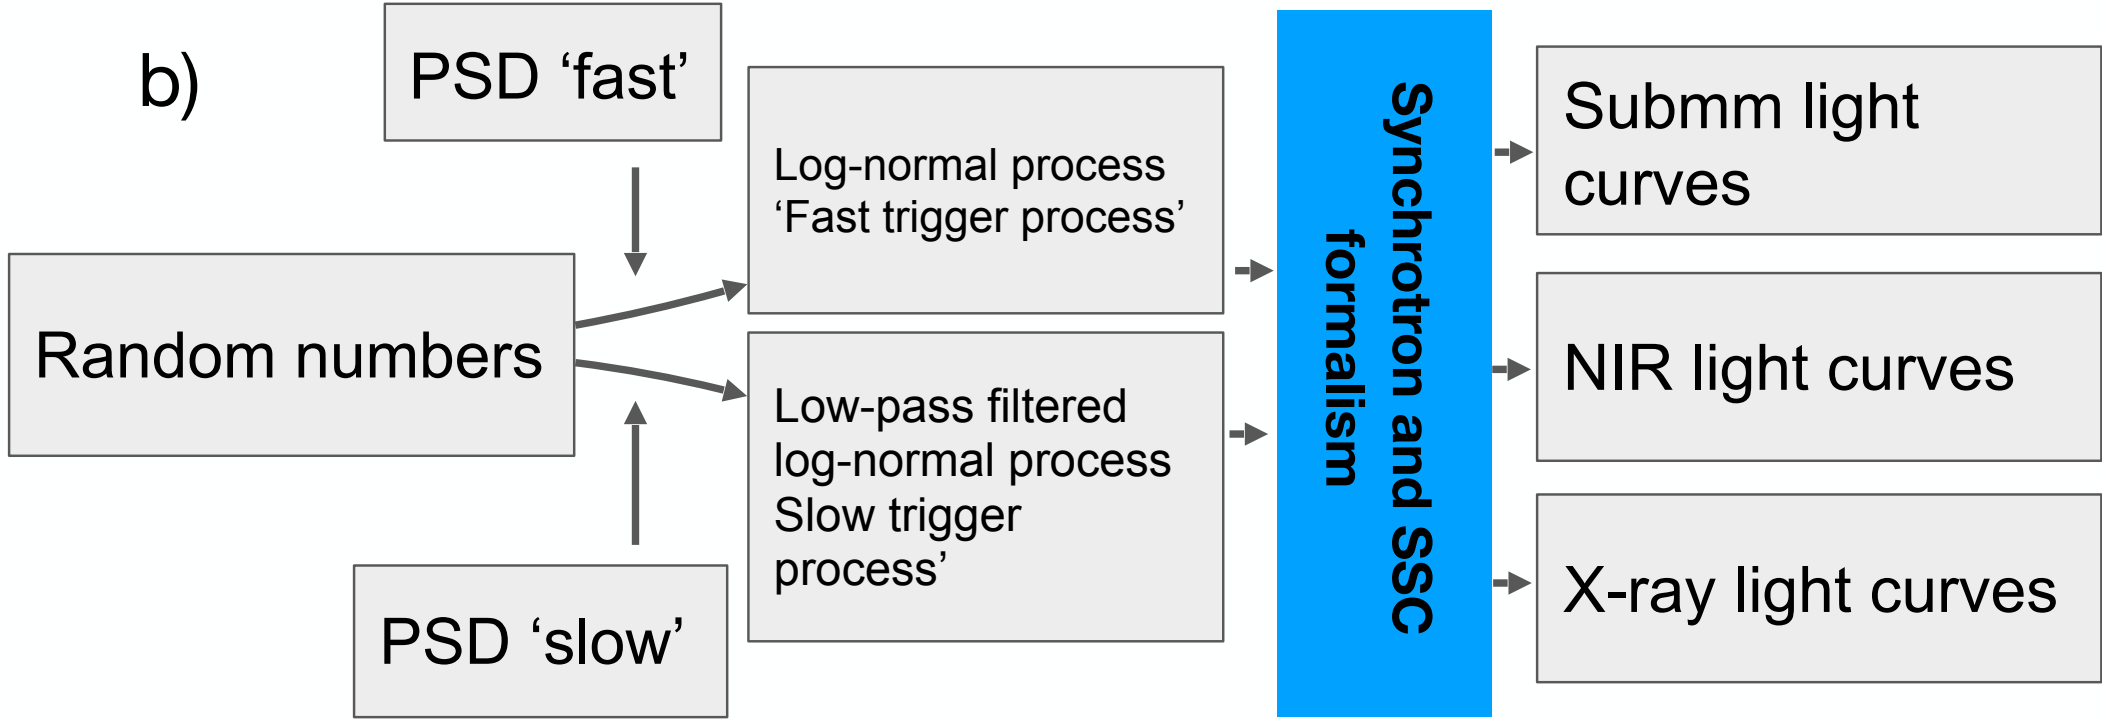 b)
PSD ‘fast’
Random numbers
PSD ‘slow’
Log-normal process
‘Fast trigger process’
Low-pass filtered
log-normal process
Slow trigger
process’
Synchrotron and SSC
formalism
Submm light
curves
NIR light curves
X-ray light curves